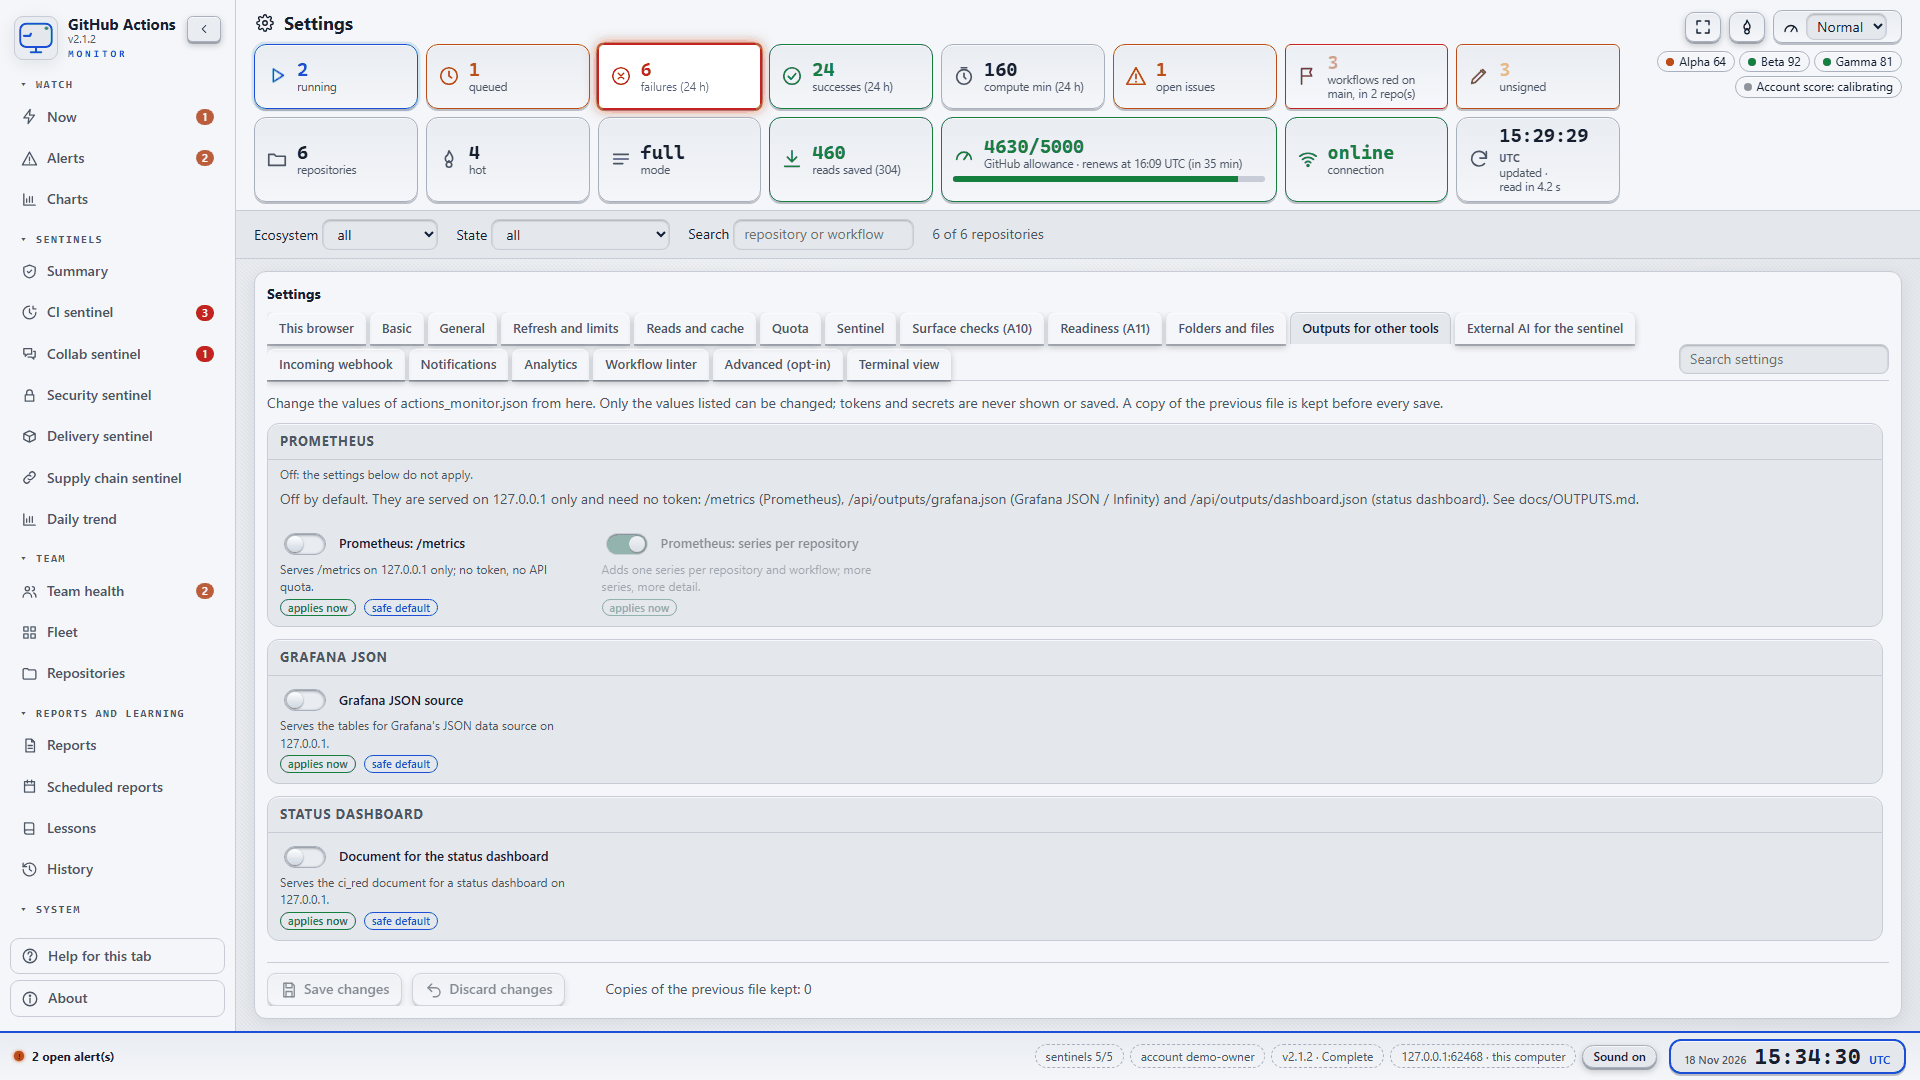 GitHub Actions
v2.1.2
MONITOR
WATCH
Now 1
Alerts 2
Charts
SENTINELS
Summary
CI sentinel 3
Collab sentinel 1
Security sentinel
Delivery sentinel
Supply chain sentinel
Daily trend
TEAM
Team health 2
Fleet
Repositories
REPORTS AND LEARNING
Reports
Scheduled reports
Lessons
History
SYSTEM
Help for this tab
About
Settings
Normal
Alpha 64
Beta 92
Gamma 81
Account score: calibrating
2
running
1
queued
6
failures (24 h)
24
successes (24 h)
160
compute min (24 h)
1
open issues
3
workflows red on
main, in 2 repo(s)
3
unsigned
6
repositories
4
hot
full
mode
460
reads saved (304)
4630/5000
GitHub allowance · renews at 16:09 UTC (in 35 min)
online
connection
15:29:29
UTC
updated ·
read in 4.2 s
Ecosystem all
State all
Search repository or workflow
6 of 6 repositories
Settings
This browser
Basic
General
Refresh and limits
Reads and cache
Quota
Sentinel
Surface checks (A10)
Readiness (A11)
Folders and files
Outputs for other tools
External AI for the sentinel
Incoming webhook
Notifications
Analytics
Workflow linter
Advanced (opt-in)
Terminal view
Search settings
Change the values of actions_monitor.json from here. Only the values listed can be changed; tokens and secrets are never shown or saved. A copy of the previous file is kept before every save.
PROMETHEUS
Off: the settings below do not apply.
Off by default. They are served on 127.0.0.1 only and need no token: /metrics (Prometheus), /api/outputs/grafana.json (Grafana JSON / Infinity) and /api/outputs/dashboard.json (status dashboard). See docs/OUTPUTS.md.
Prometheus: /metrics
Serves /metrics on 127.0.0.1 only; no token, no API
quota.
applies now
safe default
Prometheus: series per repository
Adds one series per repository and workflow; more
series, more detail.
applies now
GRAFANA JSON
Grafana JSON source
Serves the tables for Grafana's JSON data source on
127.0.0.1.
applies now
safe default
STATUS DASHBOARD
Document for the status dashboard
Serves the ci_red document for a status dashboard on
127.0.0.1.
applies now
safe default
Save changes
Discard changes
Copies of the previous file kept: 0
2 open alert(s)
sentinels 5/5
account demo-owner
v2.1.2 · Complete
127.0.0.1:62468 · this computer
Sound on
18 Nov 2026 15:34:30 UTC